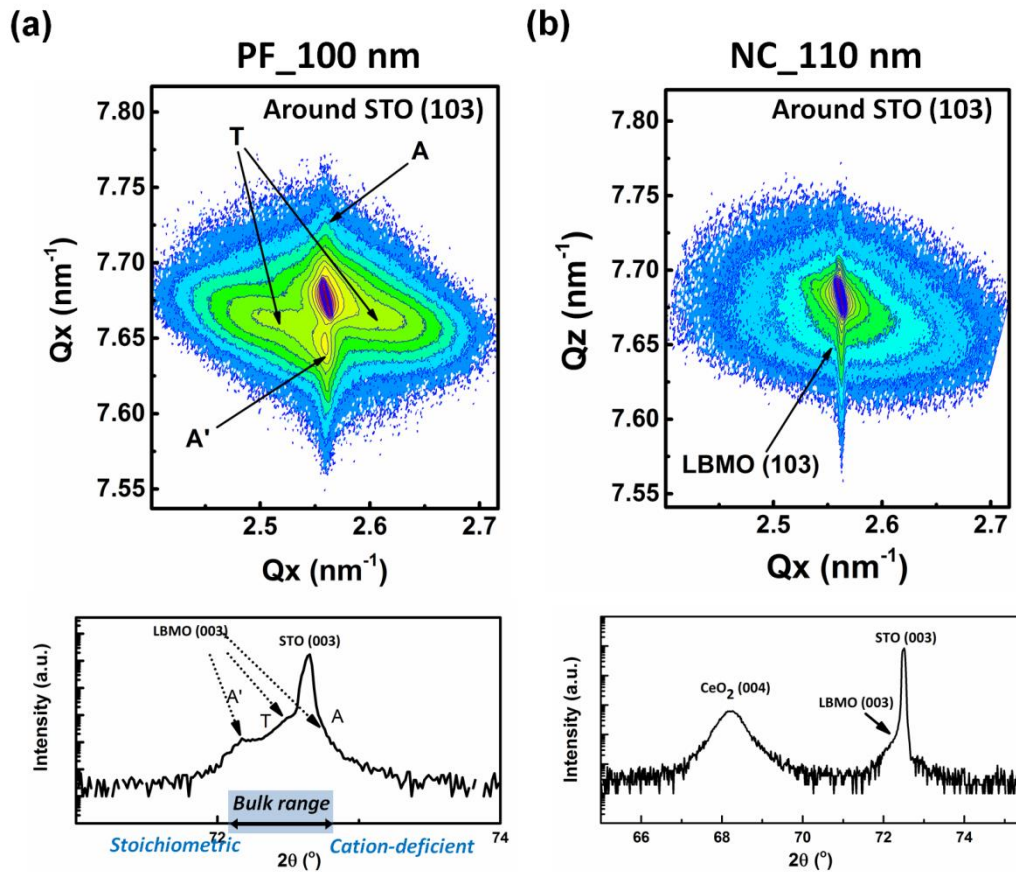 (a)
PF_100 nm
Around STO (103)
T
A
A'
7.80
7.75
7.70
7.65
7.60
7.55
Qx (nm⁻¹)
2.5
2.6
2.7
Qx (nm⁻¹)
(b)
NC_110 nm
Around STO (103)
7.80
7.75
7.70
7.65
7.60
7.55
Qz (nm⁻¹)
LBMO (103)
2.5
2.6
2.7
Qx (nm⁻¹)
Intensity (a.u.)
LBMO (003)
STO (003)
A'
T
A
Bulk range
72
74
Stoichiometric
2θ (°)
Cation-deficient
Intensity (a.u.)
STO (003)
CeO₂ (004)
LBMO (003)
66
68
70
72
74
2θ (°)